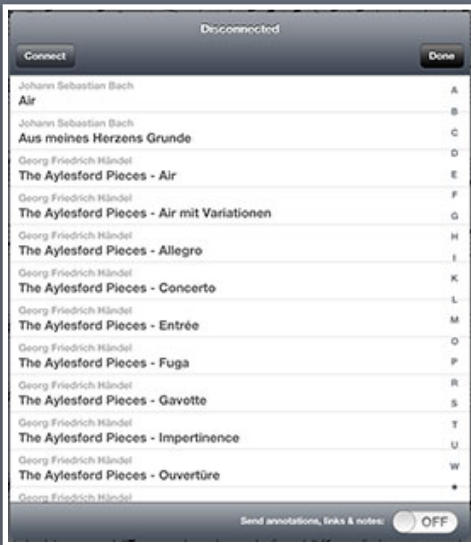 Disconnected
Connect
Done
Johann Sebastian Bach
Air
Johann Sebastian Bach
Aus meines Herzens Grunde
Georg Friedrich Händel
The Aylesford Pieces - Air
Georg Friedrich Händel
The Aylesford Pieces - Air mit Variationen
Georg Friedrich Händel
The Aylesford Pieces - Allegro
Georg Friedrich Händel
The Aylesford Pieces - Concerto
Georg Friedrich Händel
The Aylesford Pieces - Entrée
Georg Friedrich Händel
The Aylesford Pieces - Fuga
Georg Friedrich Händel
The Aylesford Pieces - Gavotte
Georg Friedrich Händel
The Aylesford Pieces - Impertinence
Georg Friedrich Händel
The Aylesford Pieces - Ouvertüre
Georg Friedrich Händel
A
B
C
D
E
F
G
H
I
K
L
M
O
P
R
S
T
U
W
Send annotations, links & notes: OFF